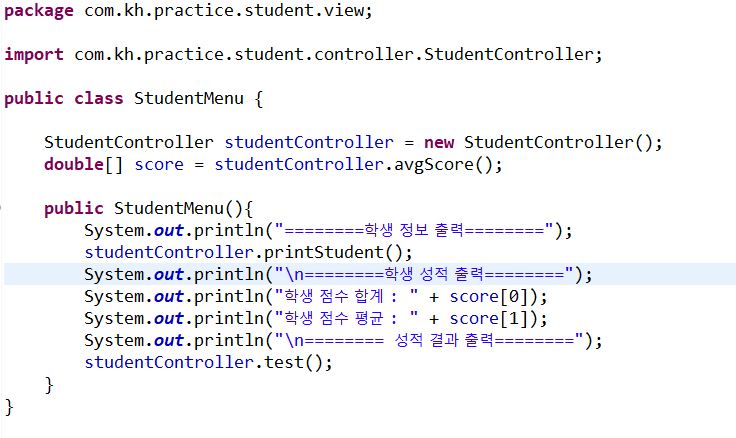 package com.kh.practice.student.view;
import com.kh.practice.student.controller.StudentController;
public class StudentMenu {
StudentController studentController = new StudentController();
double[] score = studentController.avgScore();
public StudentMenu(){
System.out.println("========학생 정보 출력========");
studentController.printStudent();
System.out.println("\n========학생 성적 출력========");
System.out.println("학생 점수 합계 : " + score[0]);
System.out.println("학생 점수 평균 : " + score[1]);
System.out.println("\n======== 성적 결과 출력========");
studentController.test();
}
}